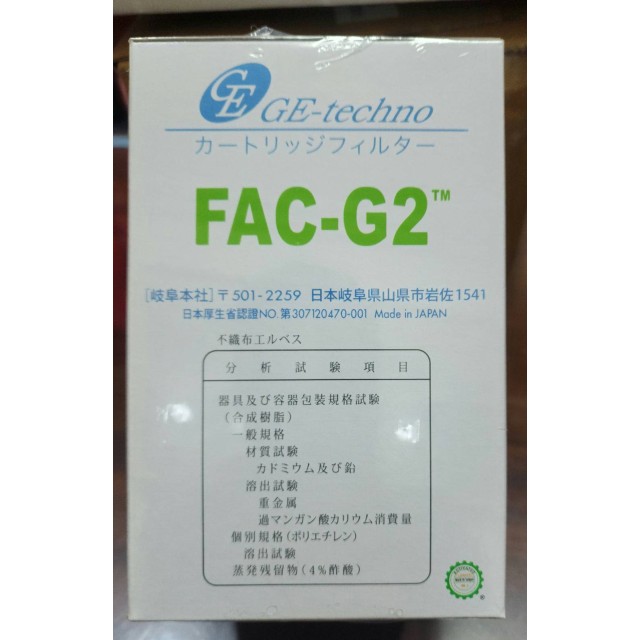 GE GE-techno
カートリッジフィルター
FAC-G2™
[岐阜本社]〒501-2259 日本岐阜県山県市岩佐1541
日本厚生省認證NO.第307120470-001 Made in JAPAN
不織布エルベス
分析試験項目
器具及び容器包装規格試験
(合成樹脂)
一般規格
材質試験
カドミウム及び鉛
溶出試験
重金属
過マンガン酸カリウム消費量
個別規格(ポリエチレン)
溶出試験
蒸発残留物(4%酢酸)
®